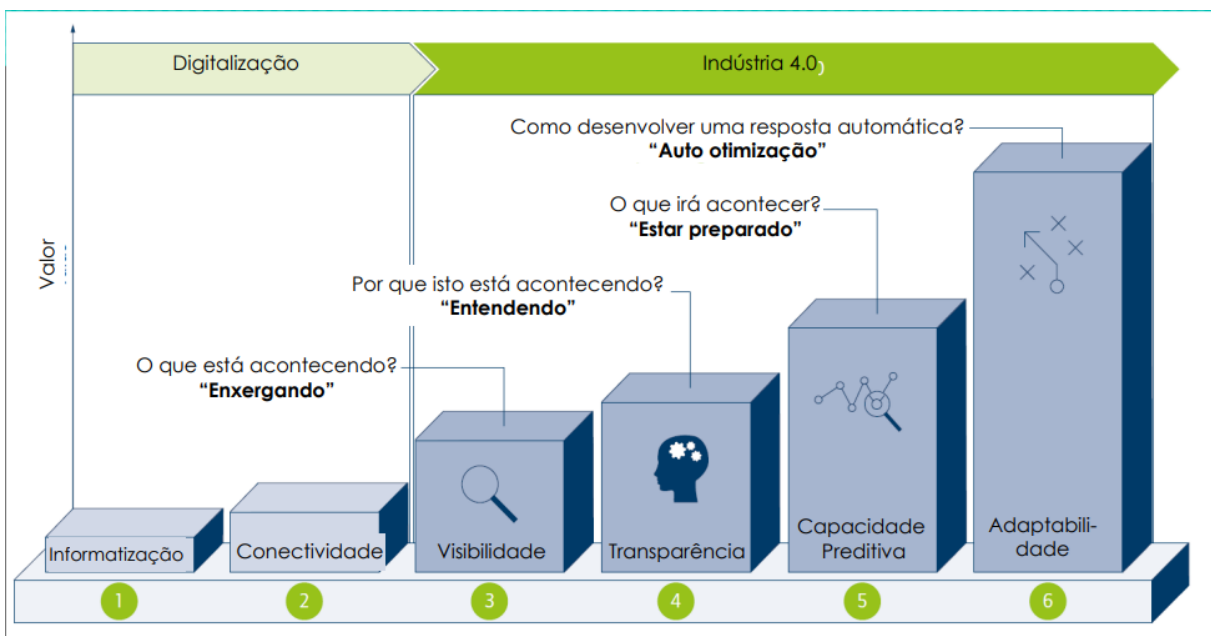 Digitalização
Indústria 4.0
Como desenvolver uma resposta automática?
“Auto otimização”
O que irá acontecer?
“Estar preparado”
Valor
Por que isto está acontecendo?
“Entendendo”
O que está acontecendo?
“Enxergando”
Informatização
Conectividade
Visibilidade
Transparência
Capacidade
Preditiva
Adaptabili-
dade
1
2
3
4
5
6